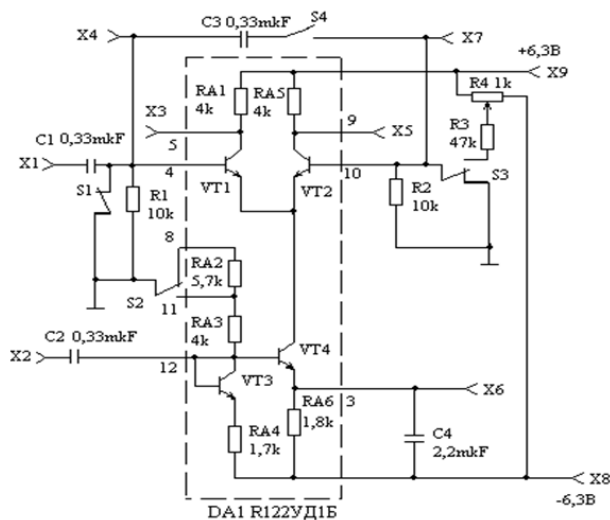 C3 0,33mkF
S4
X4
X7
+6,3В
X9
RA1
4k
RA5
4k
R4 1k
X3
5
9
X5
R3
47k
C1 0,33mkF
X1
4
VT1
VT2
10
S1
R1
10k
R2
10k
S3
8
RA2
5,7k
S2
11
RA3
4k
C2 0,33mkF
X2
12
VT4
VT3
X6
3
RA6
1,8k
RA4
1,7k
C4
2,2mkF
X8
-6,3В
DA1 R122УД1Б